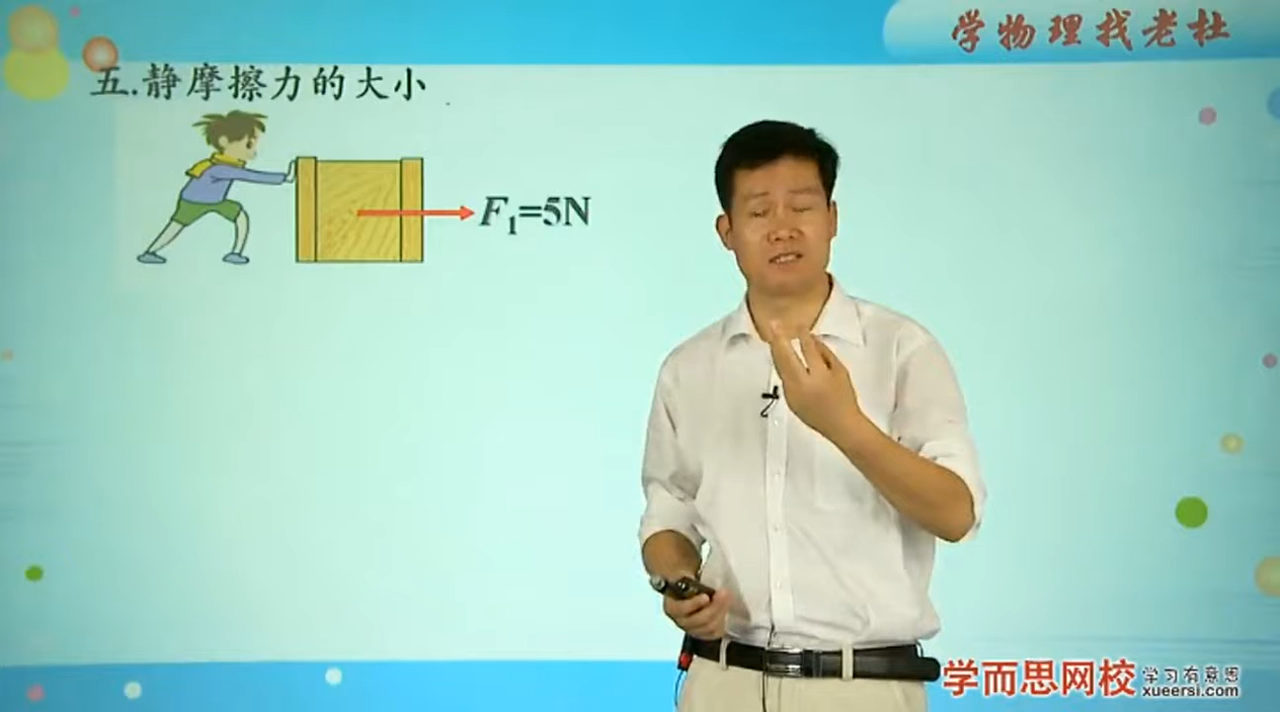 学物理找老杜
五.静摩擦力的大小
F₁=5N
学而思网校
学习有意思
xueersi.com